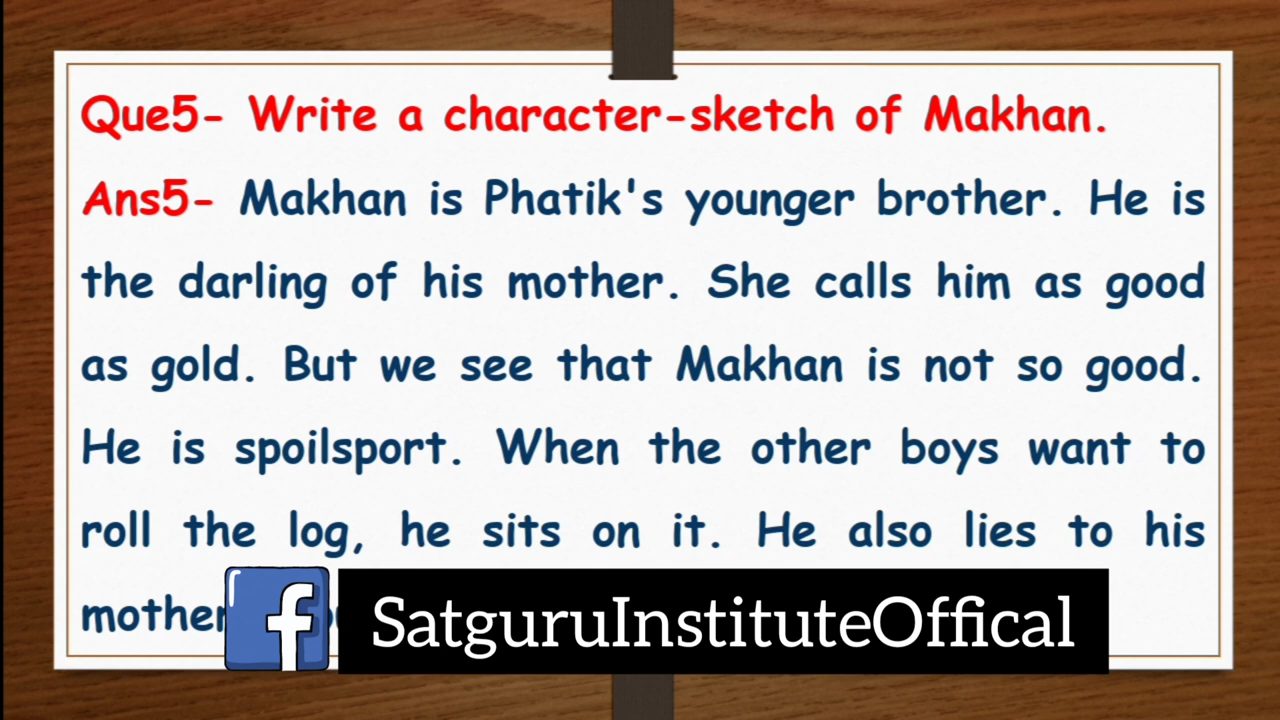 Que5- Write a character-sketch of Makhan.
Ans5- Makhan is Phatik's younger brother. He is
the darling of his mother. She calls him as good
as gold. But we see that Makhan is not so good.
He is spoilsport. When the other boys want to
roll the log, he sits on it. He also lies to his
mother
f SatguruInstituteOffical